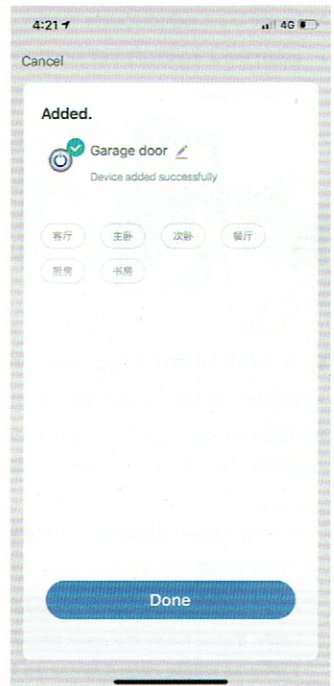 4:21 4G
Cancel
Added.
Garage door
Device added successfully
客厅 主卧 次卧 餐厅
厨房 书房
Done